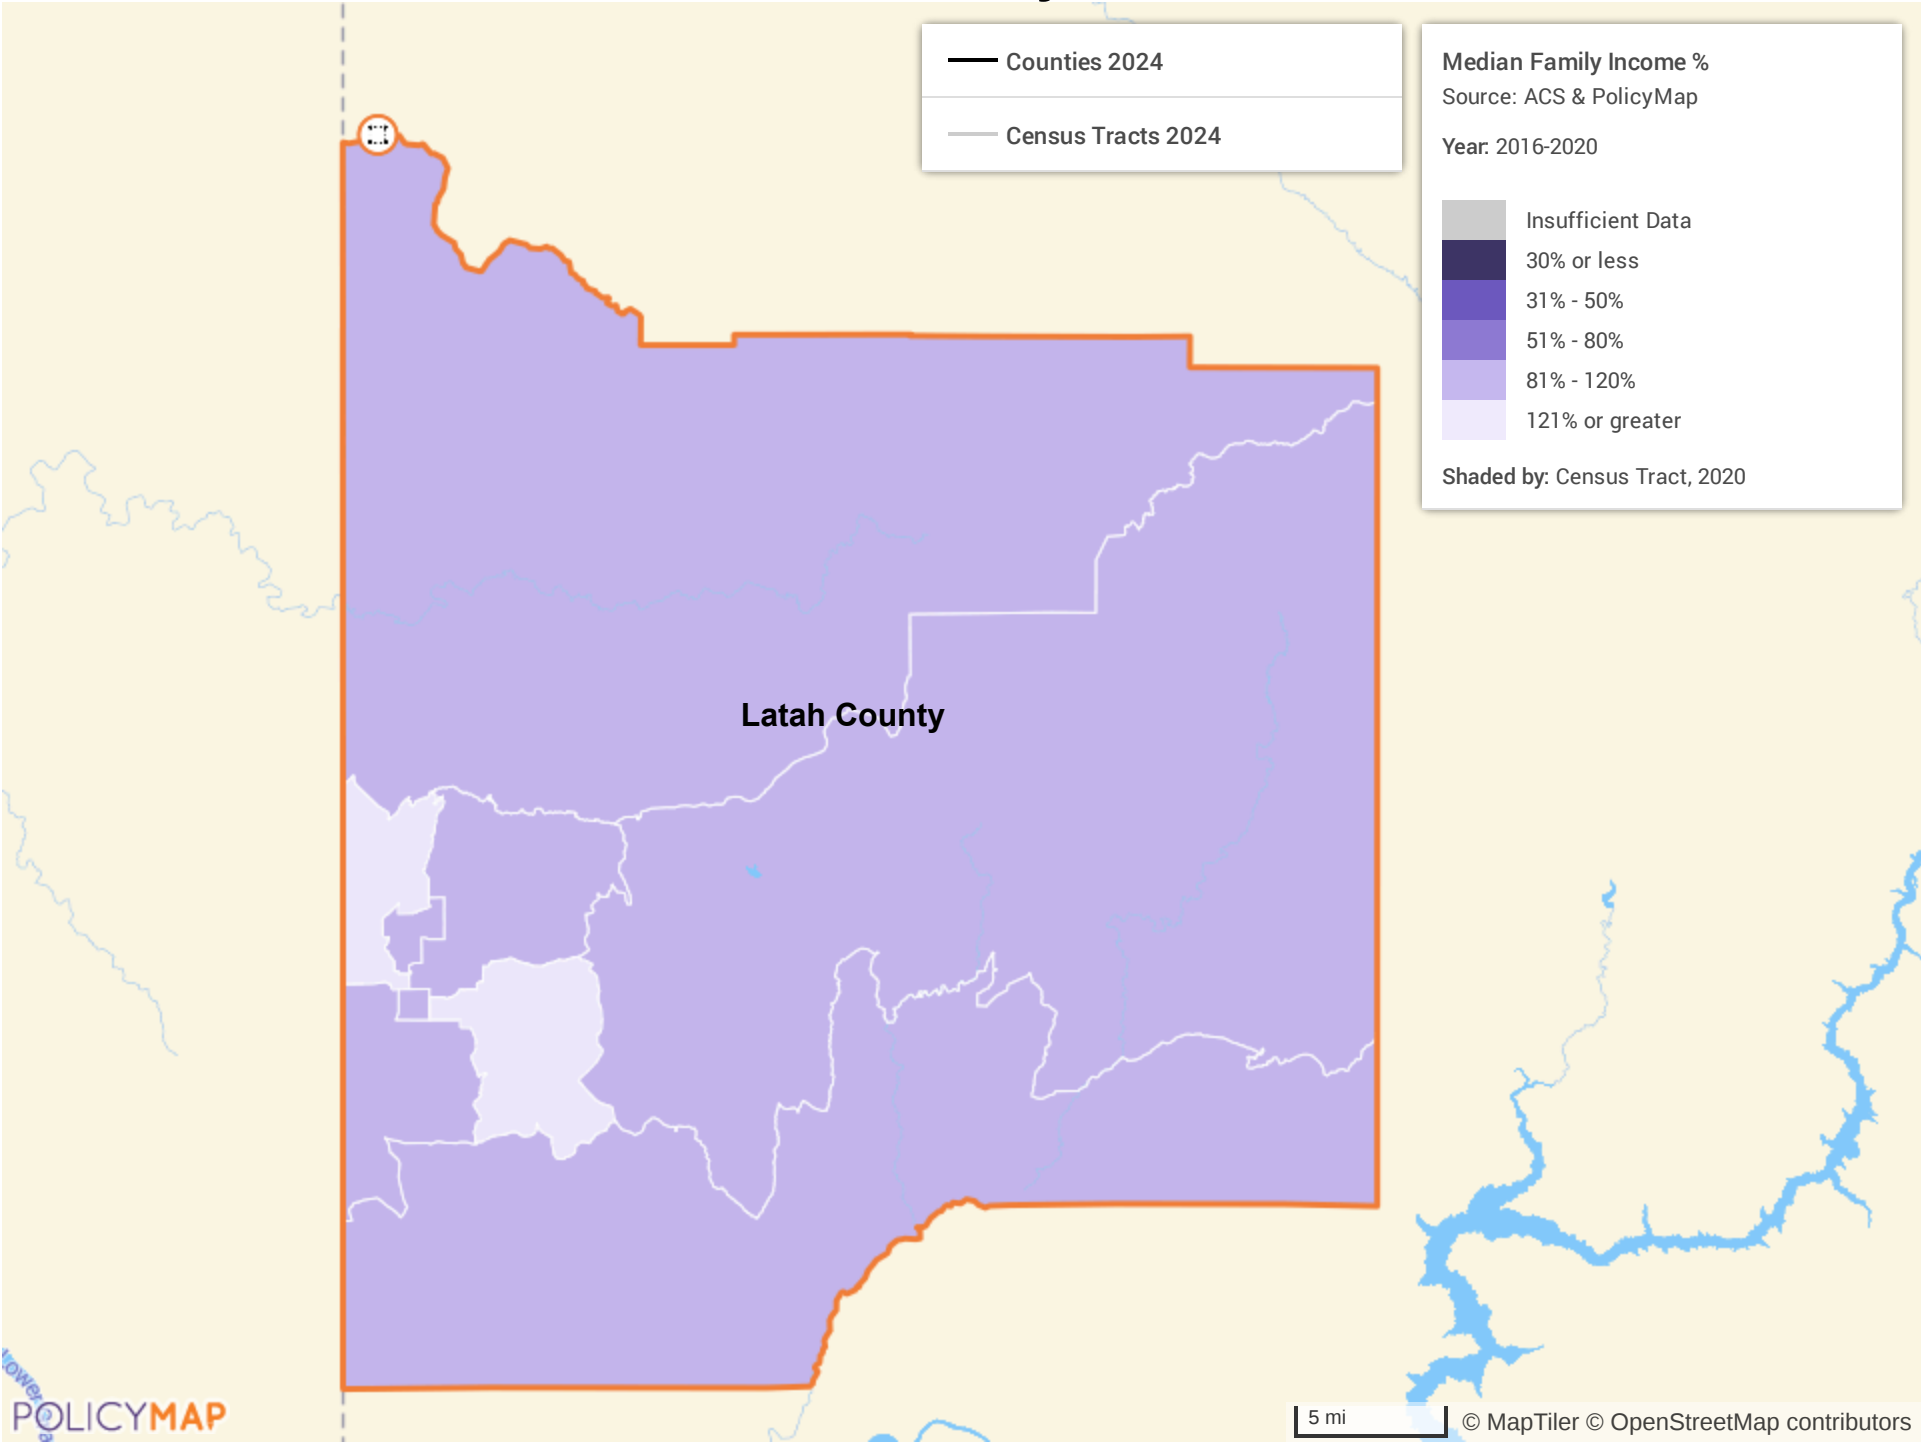 Counties 2024
Census Tracts 2024
Median Family Income %
Source: ACS & PolicyMap
Year: 2016-2020
Insufficient Data
30% or less
31% - 50%
51% - 80%
81% - 120%
121% or greater
Shaded by: Census Tract, 2020
Latah County
Lower
POLICYMAP
5 mi
© MapTiler © OpenStreetMap contributors